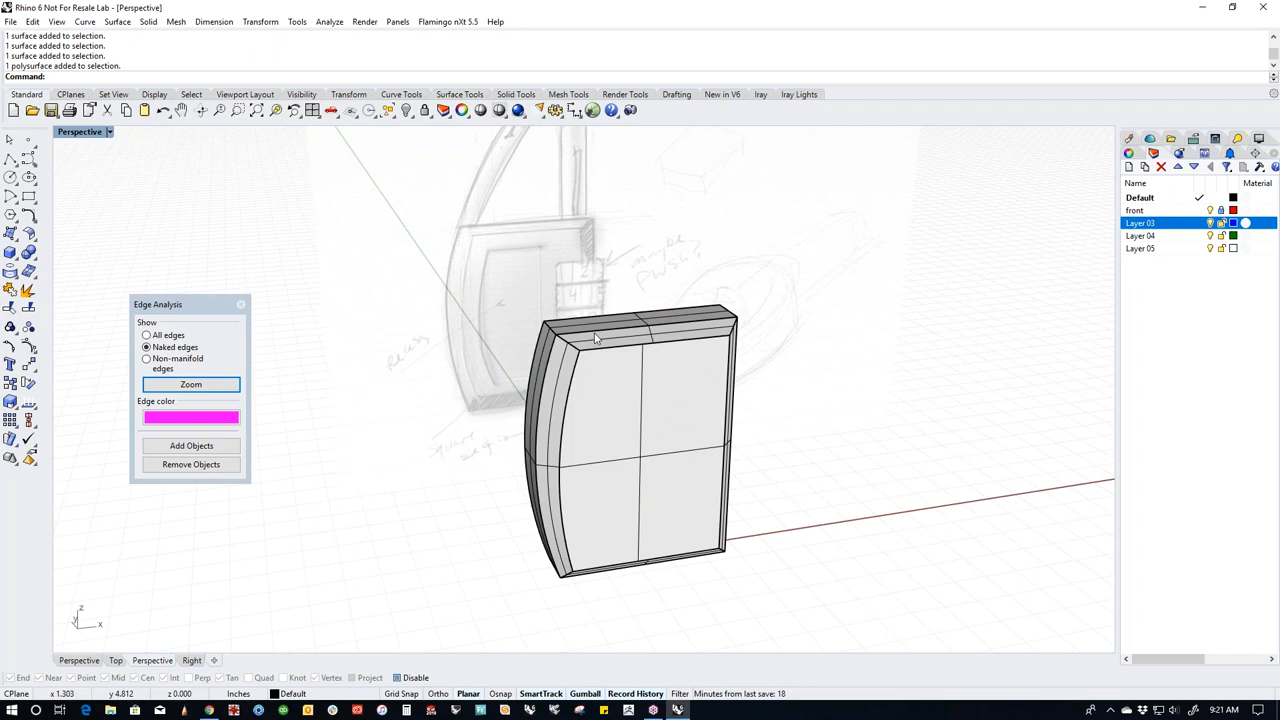 Rhino 6 Not For Resale Lab - [Perspective]
File Edit View Curve Surface Solid Mesh Dimension Transform Tools Analyze Render Panels Flamingo nXt 5.5 Help
1 surface added to selection.
1 surface added to selection.
1 surface added to selection.
1 polysurface added to selection.
Command:
Standard CPlanes Set View Display Select Viewport Layout Visibility Transform Curve Tools Surface Tools Solid Tools Mesh Tools Render Tools Drafting New in V6 Iray Iray Lights
Perspective
Name Material
Default
front
Layer 03
Layer 04
Layer 05
maybe
recess
square
Edge Analysis
Show
All edges
Naked edges
Non-manifold
edges
Zoom
Edge color
Add Objects
Remove Objects
z
y x
Perspective Top Perspective Right
End Near Point Mid Cen Int Perp Tan Quad Knot Vertex Project Disable
CPlane x 1.303 y 4.812 z 0.000 Inches Default Grid Snap Ortho Planar Osnap SmartTrack Gumball Record History Filter Minutes from last save: 18
9:21 AM